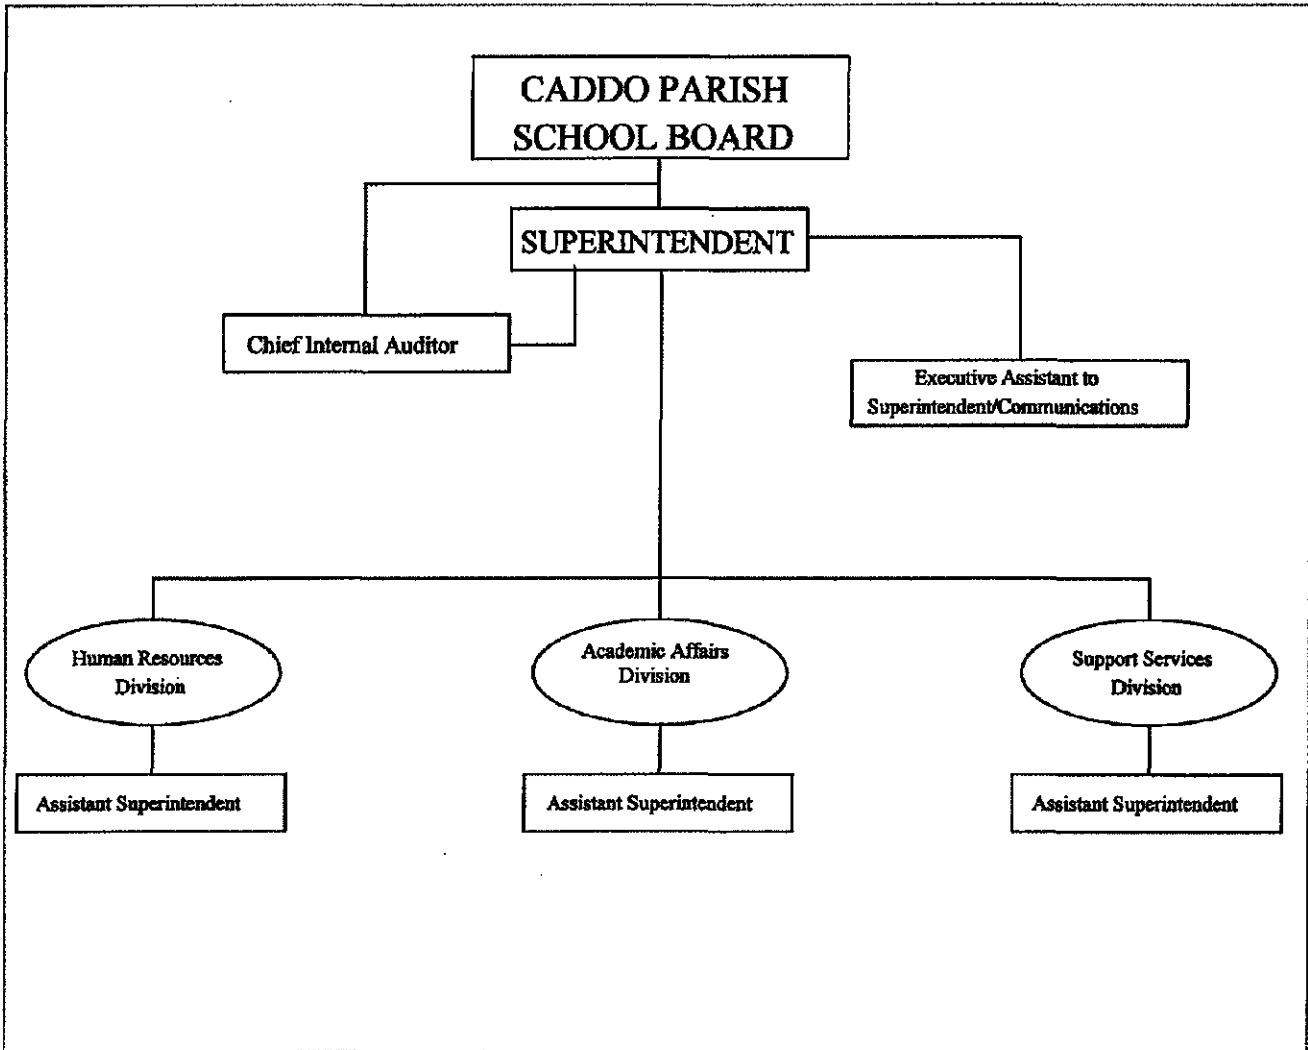 CADDO PARISH
SCHOOL BOARD
SUPERINTENDENT
Chief Internal Auditor
Executive Assistant to
Superintendent/Communications
Human Resources
Division
Academic Affairs
Division
Support Services
Division
Assistant Superintendent
Assistant Superintendent
Assistant Superintendent